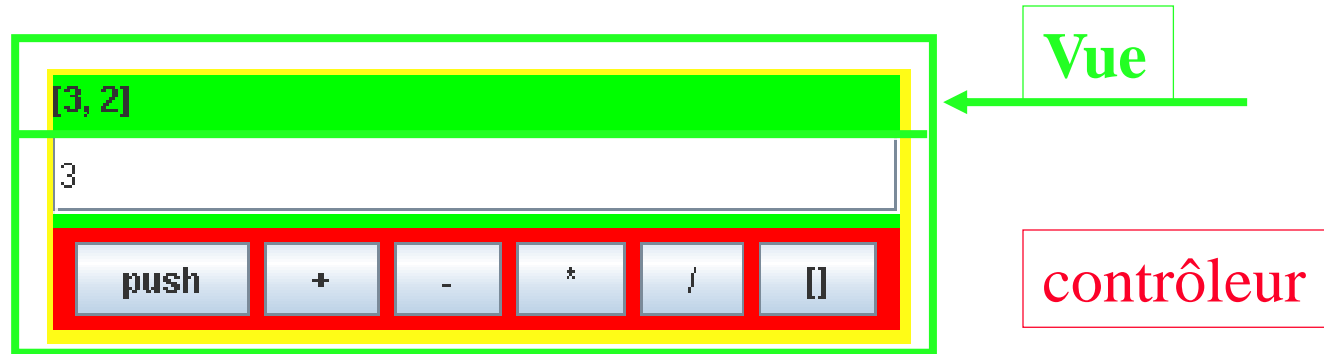 Vue
[3, 2]
3
push + - * / []
contrôleur